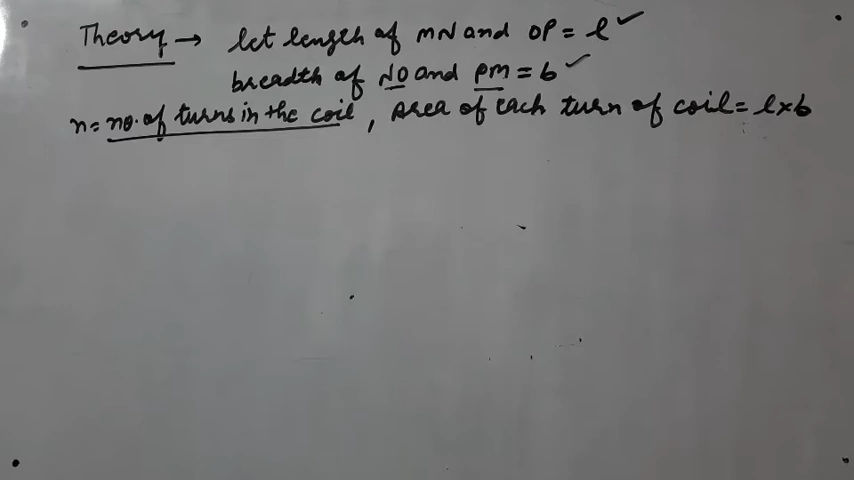 Theory → let length of MN and OP = l ✓
breadth of NO and PM = b ✓
n = no. of turns in the coil, Area of each turn of coil = l × b